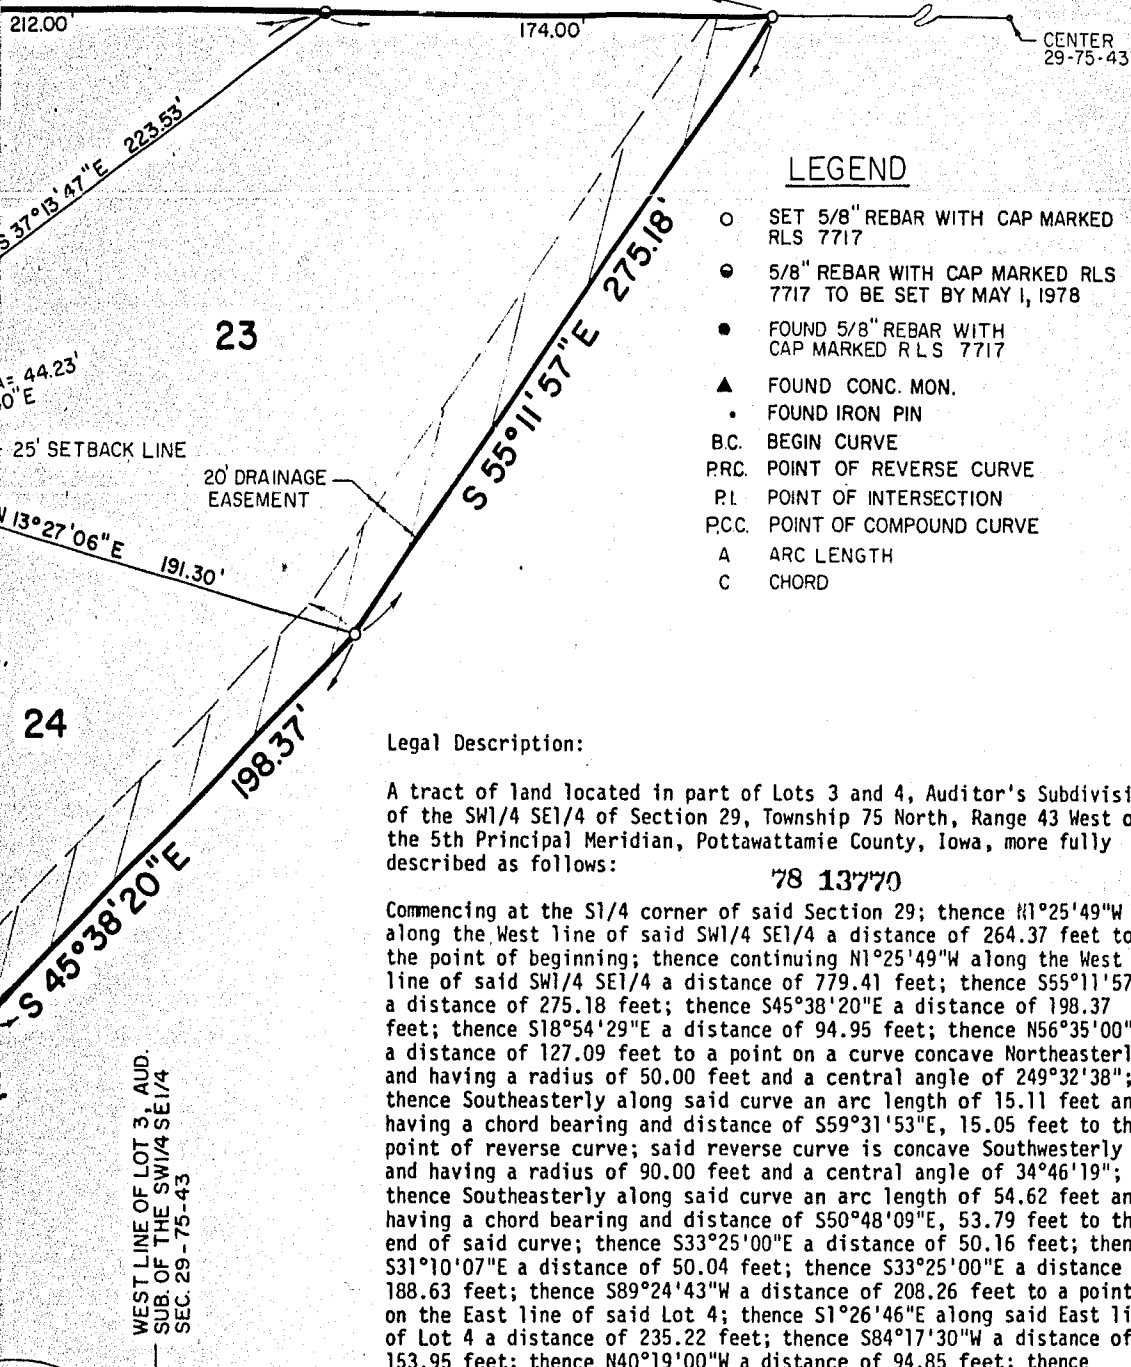 212.00'
174.00'
CENTER
29-75-43
S 37°13'47"E 223.53'
LEGEND
SET 5/8" REBAR WITH CAP MARKED
RLS 7717
5/8" REBAR WITH CAP MARKED RLS
7717 TO BE SET BY MAY 1, 1978
FOUND 5/8" REBAR WITH
CAP MARKED RLS 7717
FOUND CONC. MON.
FOUND IRON PIN
B.C. BEGIN CURVE
P.R.C. POINT OF REVERSE CURVE
P.I. POINT OF INTERSECTION
P.C.C. POINT OF COMPOUND CURVE
A ARC LENGTH
C CHORD
S 55°11'57"E 275.18'
23
A= 44.23'
0"E
25' SETBACK LINE
20' DRAINAGE
EASEMENT
N 13°27'06"E 191.30'
24
S 45°38'20"E 198.37'
WEST LINE OF LOT 3, AUD.
SUB. OF THE SW1/4 SE1/4
SEC. 29-75-43
Legal Description:
A tract of land located in part of Lots 3 and 4, Auditor's Subdivisi
of the SW1/4 SE1/4 of Section 29, Township 75 North, Range 43 West o
the 5th Principal Meridian, Pottawattamie County, Iowa, more fully
described as follows:
78 13770
Commencing at the S1/4 corner of said Section 29; thence N1°25'49"W
along the West line of said SW1/4 SE1/4 a distance of 264.37 feet to
the point of beginning; thence continuing N1°25'49"W along the West
line of said SW1/4 SE1/4 a distance of 779.41 feet; thence S55°11'57
a distance of 275.18 feet; thence S45°38'20"E a distance of 198.37
feet; thence S18°54'29"E a distance of 94.95 feet; thence N56°35'00"
a distance of 127.09 feet to a point on a curve concave Northeasterl
and having a radius of 50.00 feet and a central angle of 249°32'38";
thence Southeasterly along said curve an arc length of 15.11 feet an
having a chord bearing and distance of S59°31'53"E, 15.05 feet to th
point of reverse curve; said reverse curve is concave Southwesterly
and having a radius of 90.00 feet and a central angle of 34°46'19";
thence Southeasterly along said curve an arc length of 54.62 feet an
having a chord bearing and distance of S50°48'09"E, 53.79 feet to th
end of said curve; thence S33°25'00"E a distance of 50.16 feet; then
S31°10'07"E a distance of 50.04 feet; thence S33°25'00"E a distance
188.63 feet; thence S89°24'43"W a distance of 208.26 feet to a point
on the East line of said Lot 4; thence S1°26'46"E along said East li
of Lot 4 a distance of 235.22 feet; thence S84°17'30"W a distance of
153.95 feet; thence N40°19'00"W a distance of 94.85 feet; thence